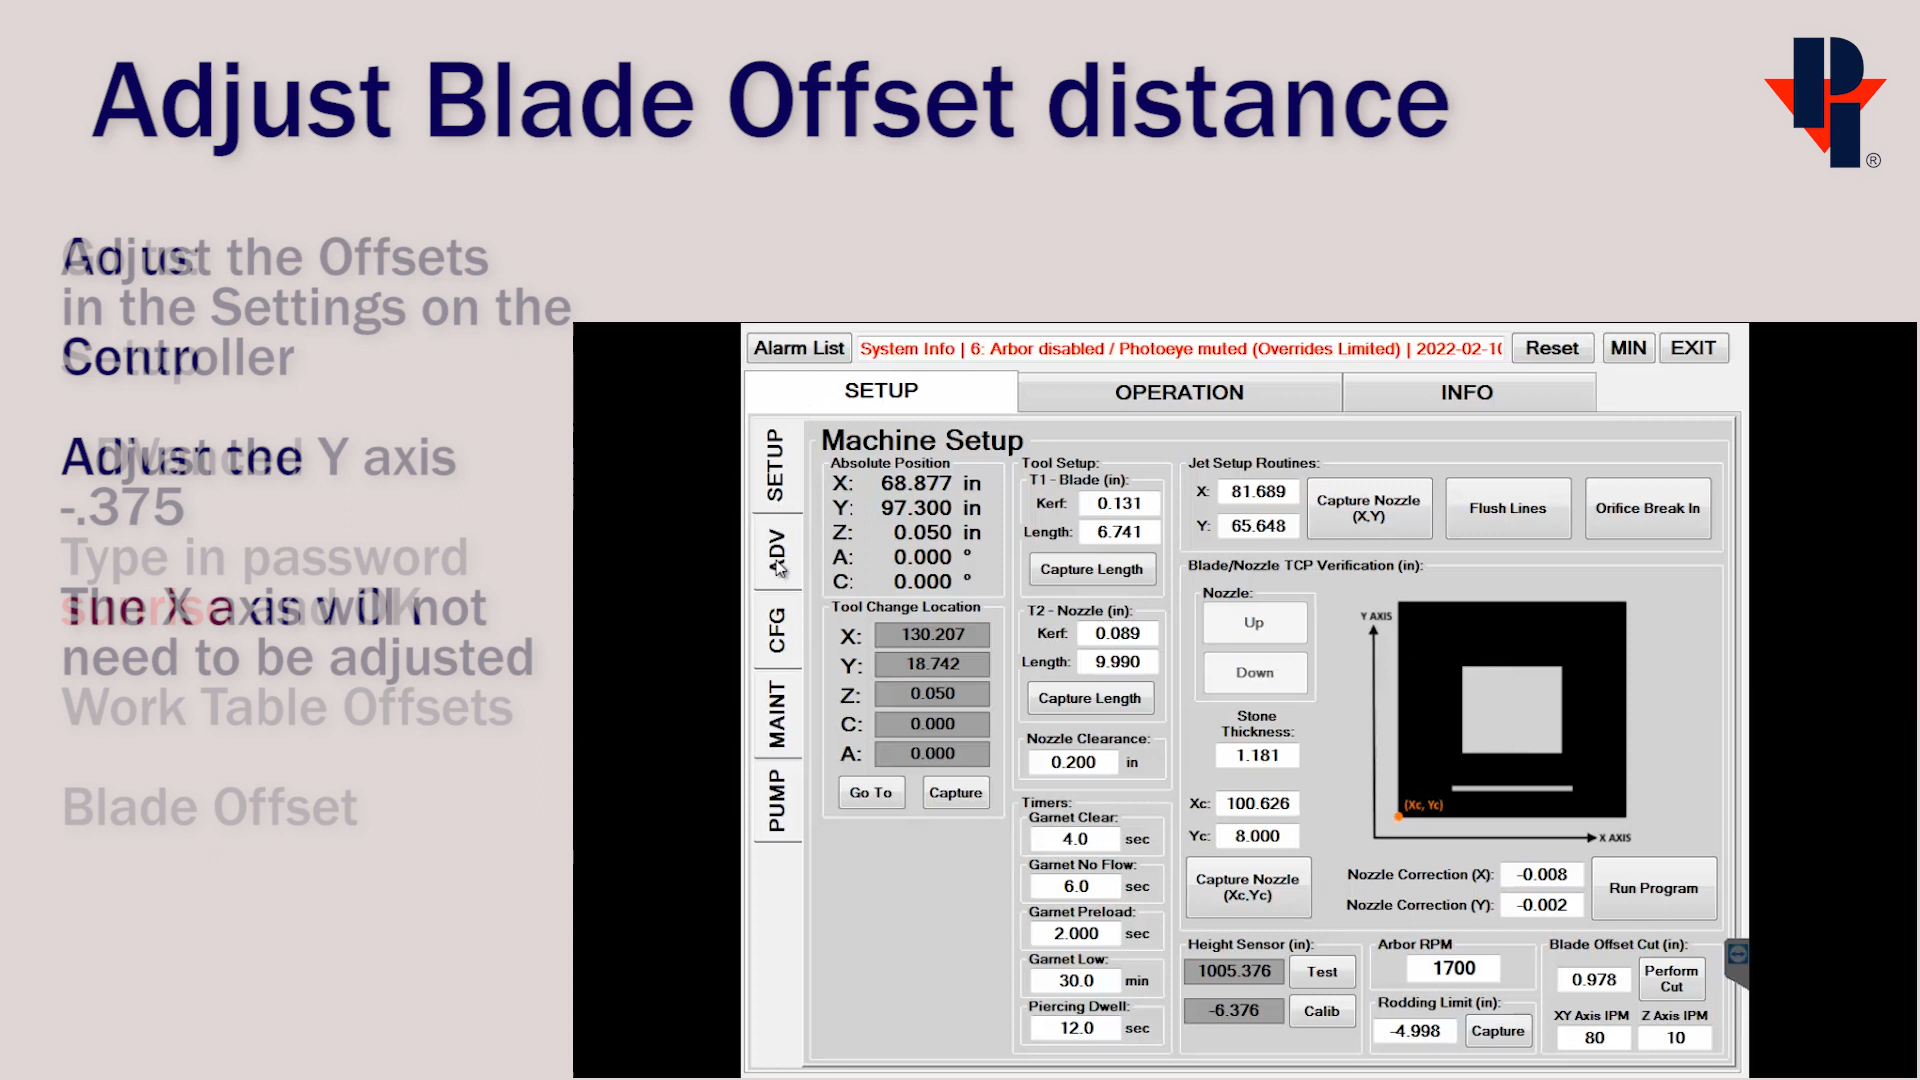 Adjust Blade Offset distance
®
Adjust the Offsets
in the Settings on the
Controller
Adjust the Y axis
-.375
Type in password
The X axis will not
need to be adjusted
Work Table Offsets
Blade Offset
Alarm List
System Info | 6: Arbor disabled / Photoeye muted (Overrides Limited) | 2022-02-10
Reset
MIN
EXIT
SETUP
OPERATION
INFO
SETUP
ADV
CFG
MAINT
PUMP
Machine Setup
Absolute Position
X: 68.877 in
Y: 97.300 in
Z: 0.050 in
A: 0.000 °
C: 0.000 °
Tool Change Location
X: 130.207
Y: 18.742
Z: 0.050
C: 0.000
A: 0.000
Go To
Capture
Tool Setup:
T1 - Blade (in):
Kerf: 0.131
Length: 6.741
Capture Length
T2 - Nozzle (in):
Kerf: 0.089
Length: 9.990
Capture Length
Nozzle Clearance:
0.200 in
Timers:
Garnet Clear:
4.0 sec
Garnet No Flow:
6.0 sec
Garnet Preload:
2.000 sec
Garnet Low:
30.0 min
Piercing Dwell:
12.0 sec
Jet Setup Routines:
X: 81.689
Y: 65.648
Capture Nozzle
(X,Y)
Flush Lines
Orifice Break In
Blade/Nozzle TCP Verification (in):
Nozzle:
Up
Down
Stone
Thickness:
1.181
Xc: 100.626
Yc: 8.000
Capture Nozzle
(Xc,Yc)
Y AXIS
(Xc, Yc)
X AXIS
Nozzle Correction (X): -0.008
Nozzle Correction (Y): -0.002
Run Program
Height Sensor (in):
1005.376
Test
-6.376
Calib
Arbor RPM
1700
Rodding Limit (in):
-4.998
Capture
Blade Offset Cut (in):
0.978
Perform
Cut
XY Axis IPM Z Axis IPM
80 10